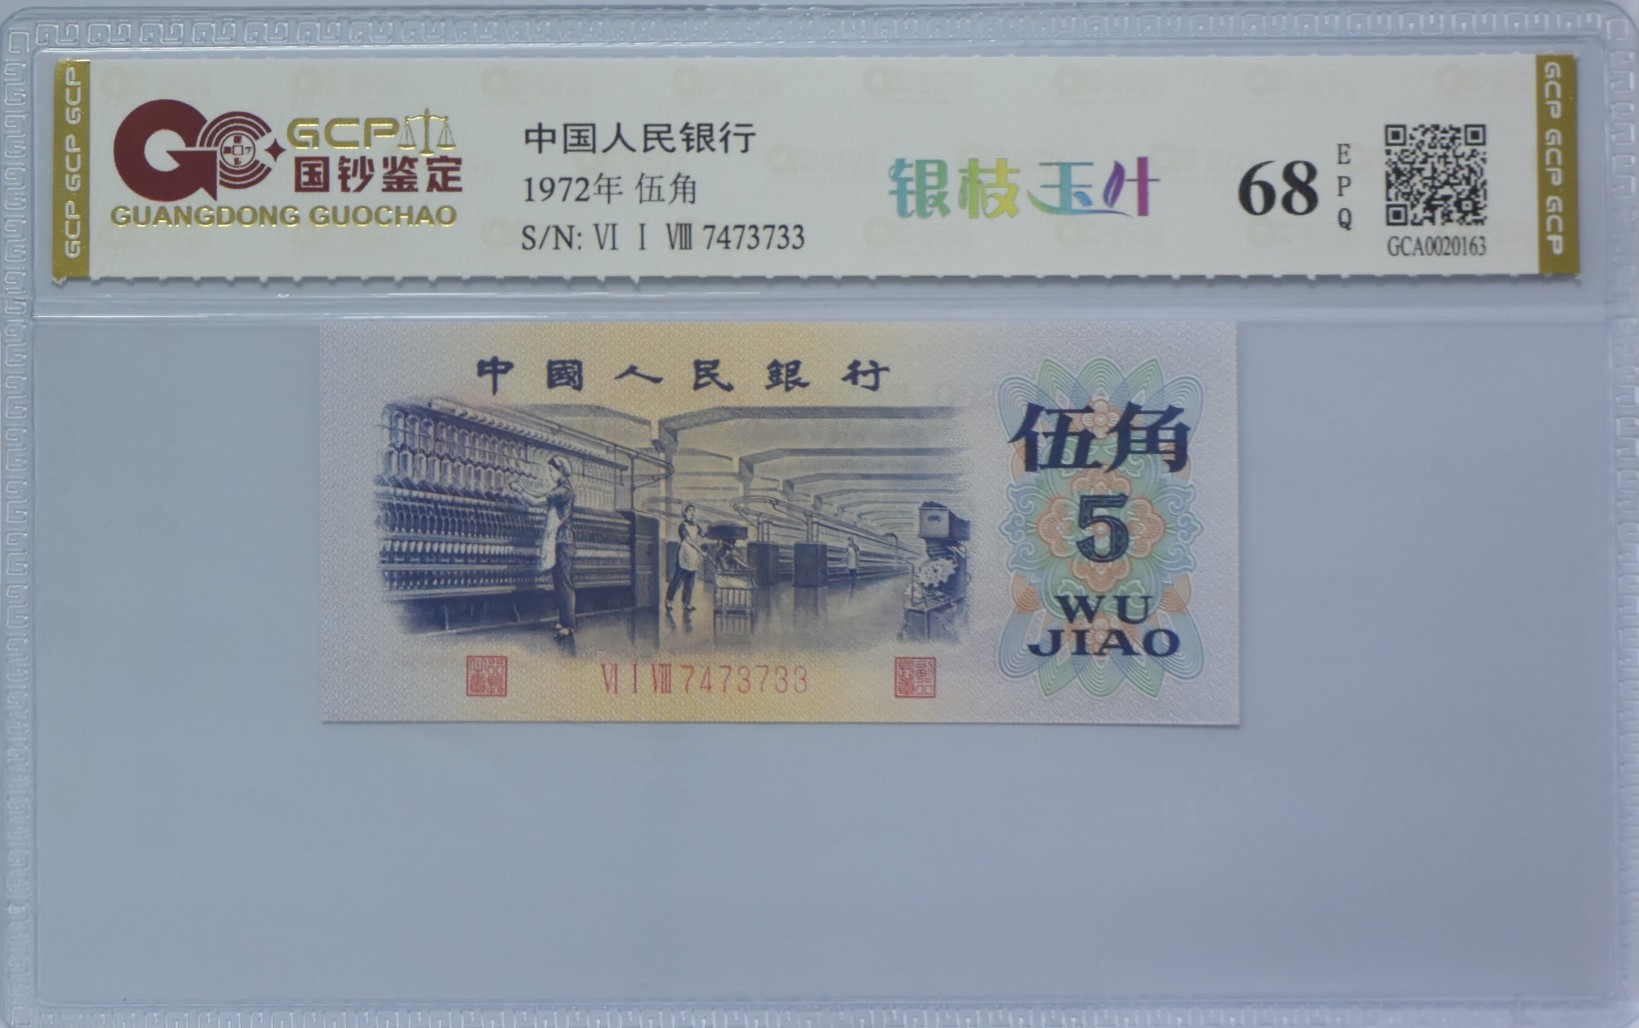 GCP GCP GCP
GCP
国钞鉴定
GUANGDONG GUOCHAO
中国人民银行
1972年 伍角
S/N: Ⅵ Ⅰ Ⅷ 7473733
银枝玉叶
68
EPQ
GCA0020163
GCP GCP GCP
中國人民銀行
伍角
5
WU
JIAO
Ⅵ Ⅰ Ⅷ 7473733